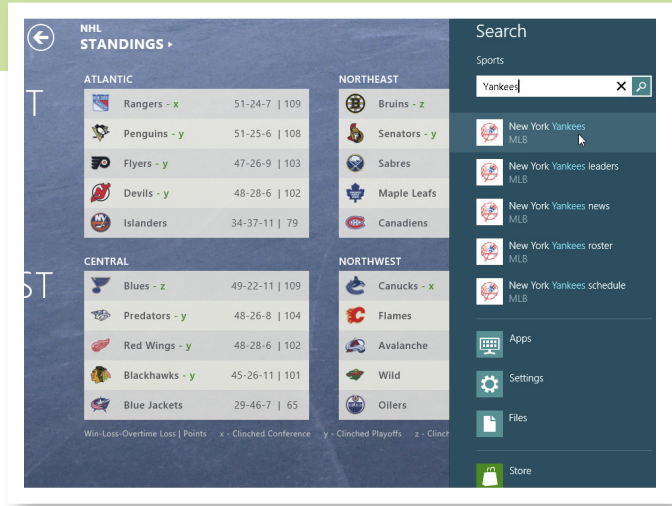 NHL
STANDINGS
T
ATLANTIC
Rangers - x 51-24-7 | 109
Penguins - y 51-25-6 | 108
Flyers - y 47-26-9 | 103
Devils - y 48-28-6 | 102
Islanders 34-37-11 | 79
NORTHEAST
Bruins - z
Senators - y
Sabres
Maple Leafs
Canadiens
ST
CENTRAL
Blues - z 49-22-11 | 109
Predators - y 48-26-8 | 104
Red Wings - y 48-28-6 | 102
Blackhawks - y 45-26-11 | 101
Blue Jackets 29-46-7 | 65
NORTHWEST
Canucks - x
Flames
Avalanche
Wild
Oilers
Win-Loss-Overtime Loss | Points x - Clinched Conference y - Clinched Playoffs z - Clinch
Search
Sports
Yankees
New York Yankees
MLB
New York Yankees leaders
MLB
New York Yankees news
MLB
New York Yankees roster
MLB
New York Yankees schedule
MLB
Apps
Settings
Files
Store